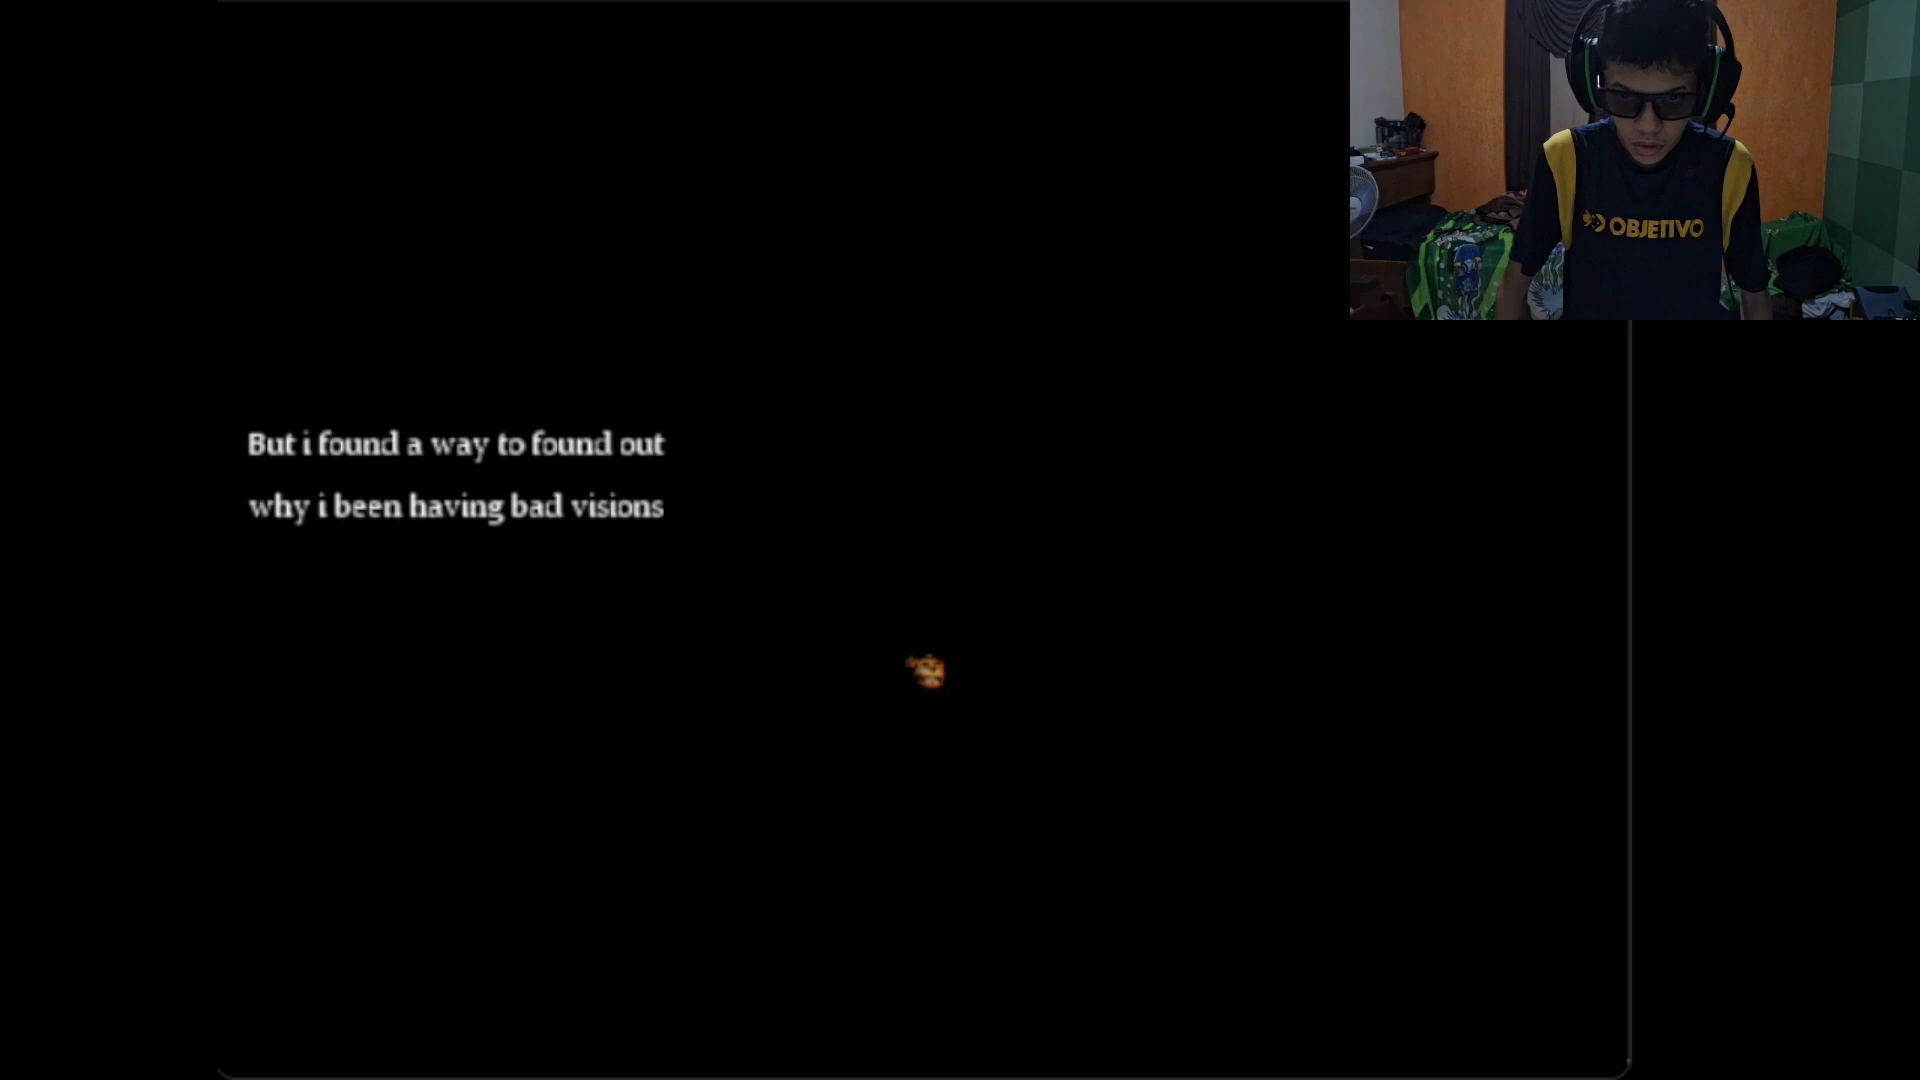 But i found a way to found out
why i been having bad visions
OBJETIVO